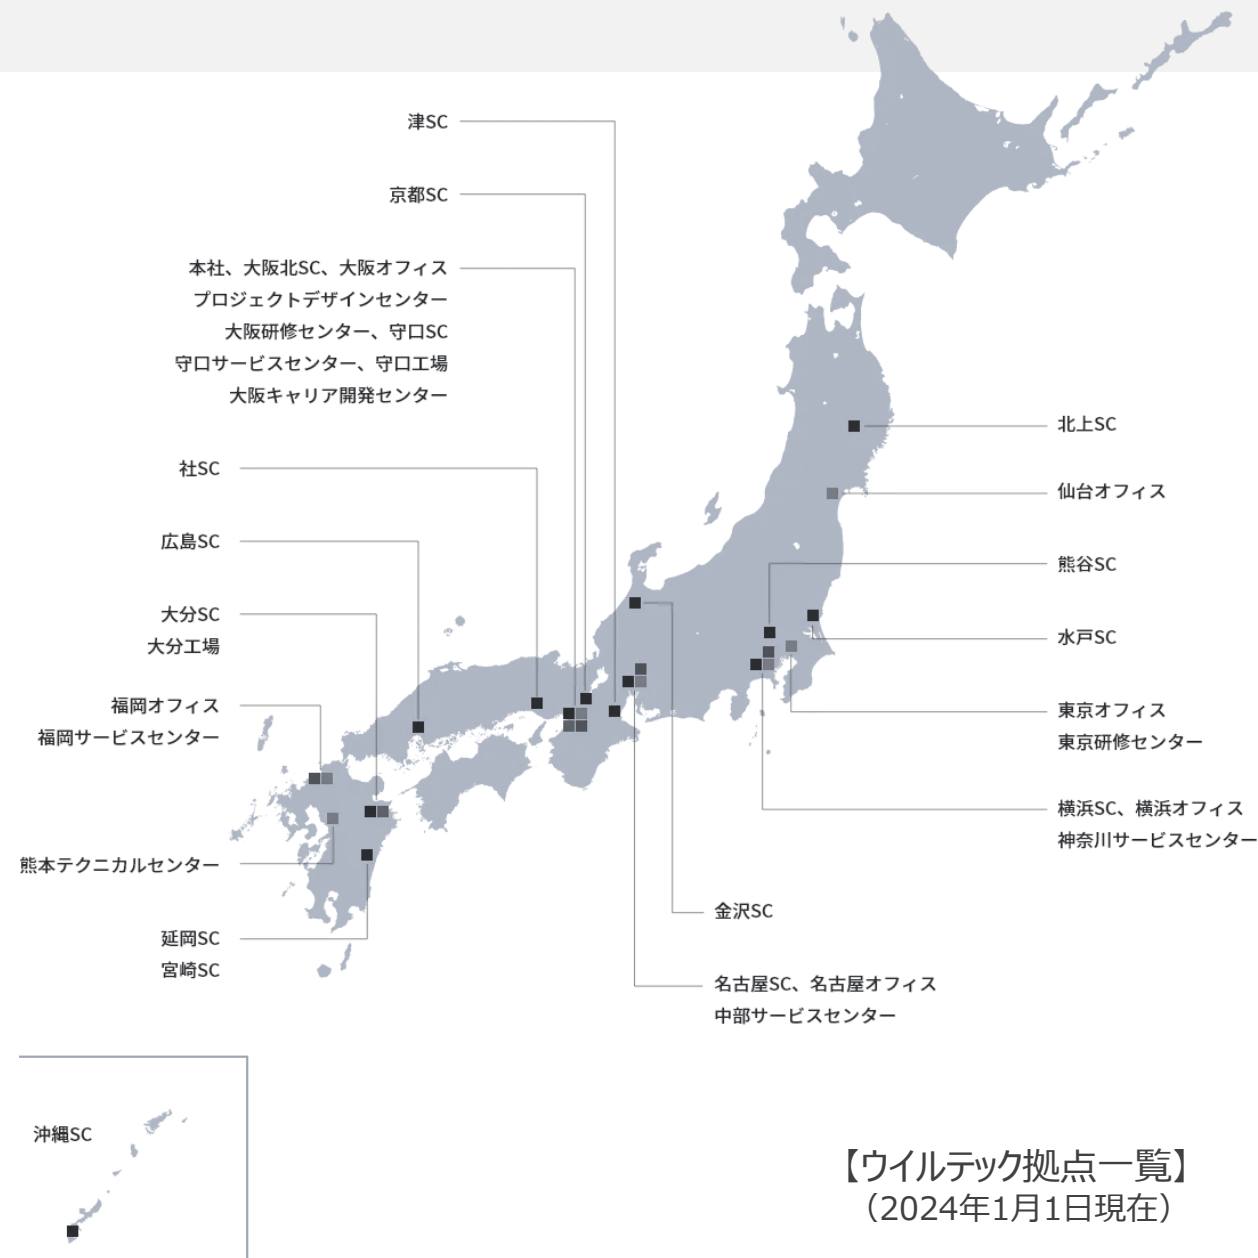 津SC
京都SC
本社、大阪北SC、大阪オフィス
プロジェクトデザインセンター
大阪研修センター、守口SC
守口サービスセンター、守口工場
大阪キャリア開発センター
社SC
広島SC
大分SC
大分工場
福岡オフィス
福岡サービスセンター
熊本テクニカルセンター
延岡SC
宮崎SC
北上SC
仙台オフィス
熊谷SC
水戸SC
東京オフィス
東京研修センター
横浜SC、横浜オフィス
神奈川サービスセンター
金沢SC
名古屋SC、名古屋オフィス
中部サービスセンター
沖縄SC
【ウイルテック拠点一覧】
（2024年1月1日現在）